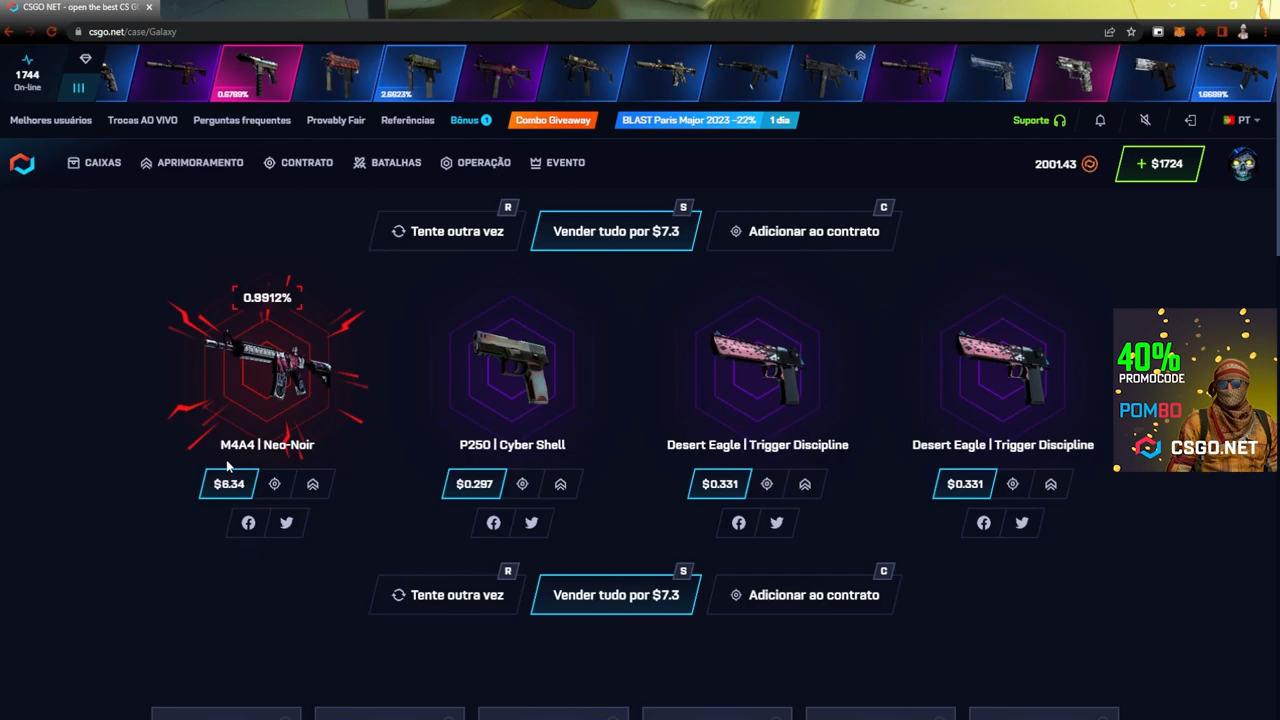 CSGO NET - open the best CS G
csgo.net/case/Galaxy
1744
On-line
0.6789%
2.6623%
1.6689%
Melhores usuários Trocas AO VIVO Perguntas frequentes Provably Fair Referências Bônus 1 Combo Giveaway BLAST Paris Major 2023 -22% 1 dia Suporte PT
CAIXAS APRIMORAMENTO CONTRATO BATALHAS OPERAÇÃO EVENTO 2001.43 + $1724
R S C
Tente outra vez Vender tudo por $7.3 Adicionar ao contrato
0.9912%
M4A4 | Neo-Noir P250 | Cyber Shell Desert Eagle | Trigger Discipline Desert Eagle | Trigger Discipline
$6.34 $0.297 $0.331 $0.331
40%
PROMOCODE
POMBO
CSGO.NET
R S C
Tente outra vez Vender tudo por $7.3 Adicionar ao contrato